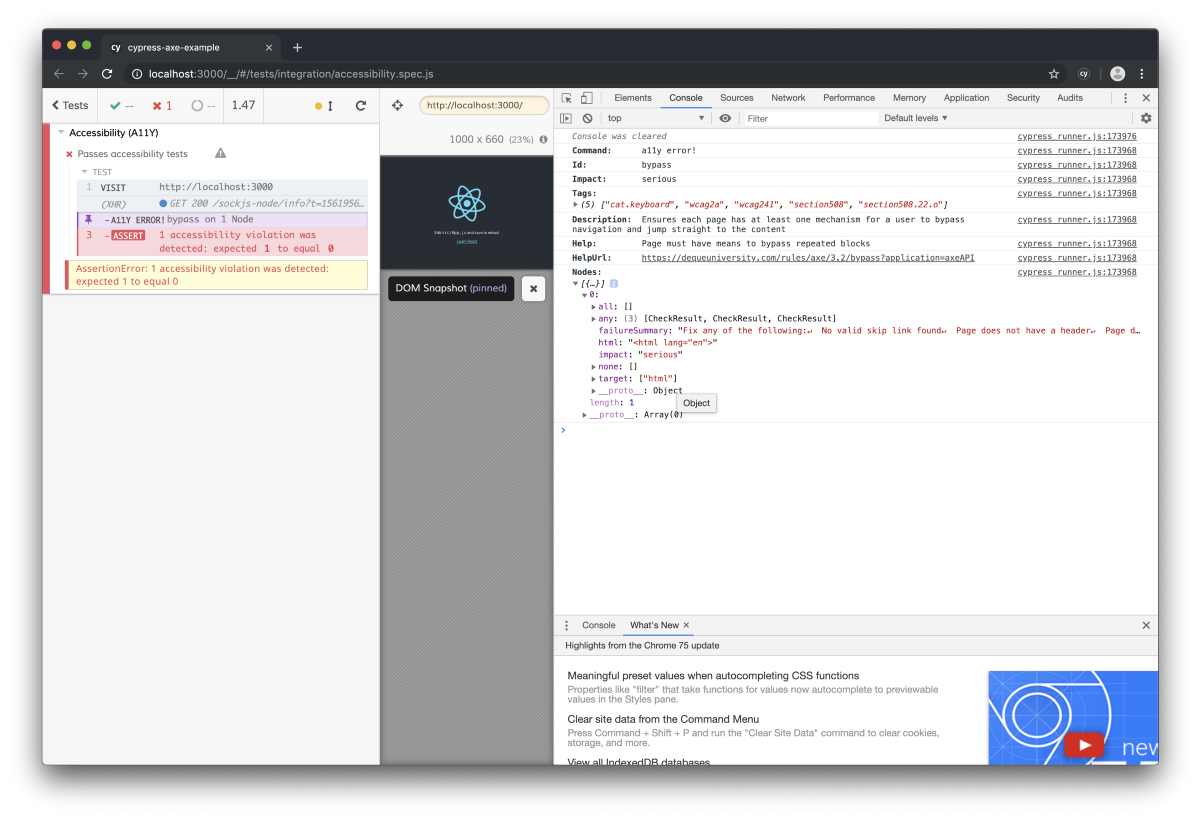 cy cypress-axe-example
localhost:3000/__/#/tests/integration/accessibility.spec.js
cy
Tests
-- 1 -- 1.47
Accessibility (A11Y)
Passes accessibility tests
TEST
1 VISIT http://localhost:3000
(XHR) GET 200 /sockjs-node/info?t=1561956…
-A11Y ERROR! bypass on 1 Node
3 -ASSERT 1 accessibility violation was
detected: expected 1 to equal 0
AssertionError: 1 accessibility violation was detected:
expected 1 to equal 0
http://localhost:3000/
1000 x 660 (23%)
Edit src/App.js and save to reload.
Learn React
DOM Snapshot (pinned)
Elements Console Sources Network Performance Memory Application Security Audits
top Filter Default levels
Console was cleared cypress_runner.js:173976
Command: a11y error! cypress_runner.js:173968
Id: bypass cypress_runner.js:173968
Impact: serious cypress_runner.js:173968
Tags: cypress_runner.js:173968
(5) ["cat.keyboard", "wcag2a", "wcag241", "section508", "section508.22.o"]
Description: Ensures each page has at least one mechanism for a user to bypass cypress_runner.js:173968
navigation and jump straight to the content
Help: Page must have means to bypass repeated blocks cypress_runner.js:173968
HelpUrl: https://dequeuniversity.com/rules/axe/3.2/bypass?application=axeAPI cypress_runner.js:173968
Nodes: cypress_runner.js:173968
[{…}] i
0:
all: []
any: (3) [CheckResult, CheckResult, CheckResult]
failureSummary: "Fix any of the following:↵  No valid skip link found↵  Page does not have a header↵  Page d…
html: "<html lang="en">"
impact: "serious"
none: []
target: ["html"]
__proto__: Object
length: 1
Object
__proto__: Array(0)
Console What's New
Highlights from the Chrome 75 update
Meaningful preset values when autocompleting CSS functions
Properties like "filter" that take functions for values now autocomplete to previewable
values in the Styles pane.
Clear site data from the Command Menu
Press Command + Shift + P and run the "Clear Site Data" command to clear cookies,
storage, and more.
View all IndexedDB databases
new